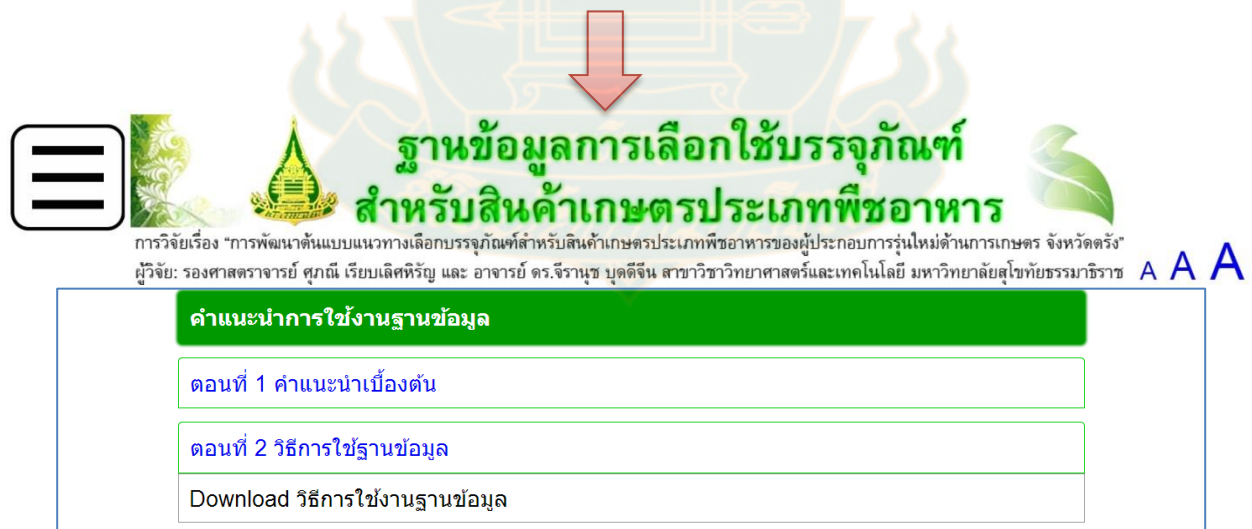 ฐานข้อมูลการเลือกใช้บรรจุภัณฑ์
สำหรับสินค้าเกษตรประเภทพืชอาหาร
การวิจัยเรื่อง "การพัฒนาต้นแบบแนวทางเลือกบรรจุภัณฑ์สำหรับสินค้าเกษตรประเภทพืชอาหารของผู้ประกอบการรุ่นใหม่ด้านการเกษตร จังหวัดตรัง"
ผู้วิจัย: รองศาสตราจารย์ ศุภณี เรียบเลิศหิรัญ และ อาจารย์ ดร.จีรานุช บุดดีจีน สาขาวิชาวิทยาศาสตร์และเทคโนโลยี มหาวิทยาลัยสุโขทัยธรรมาธิราช
A A A
คำแนะนำการใช้งานฐานข้อมูล
ตอนที่ 1 คำแนะนำเบื้องต้น
ตอนที่ 2 วิธีการใช้ฐานข้อมูล
Download วิธีการใช้งานฐานข้อมูล